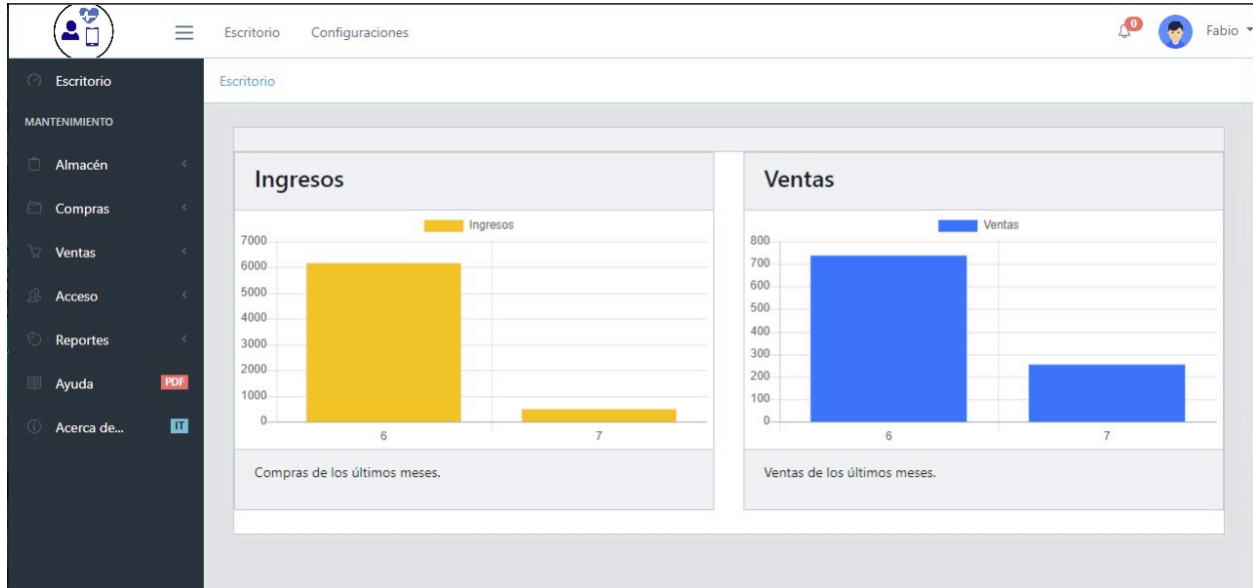 Escritorio Configuraciones 0 Fabio
Escritorio
MANTENIMIENTO
Almacén
Compras
Ventas
Acceso
Reportes
Ayuda PDF
Acerca de... IT
Escritorio
Ingresos
Ingresos
7000
6000
5000
4000
3000
2000
1000
0
6 7
Compras de los últimos meses.
Ventas
Ventas
800
700
600
500
400
300
200
100
0
6 7
Ventas de los últimos meses.